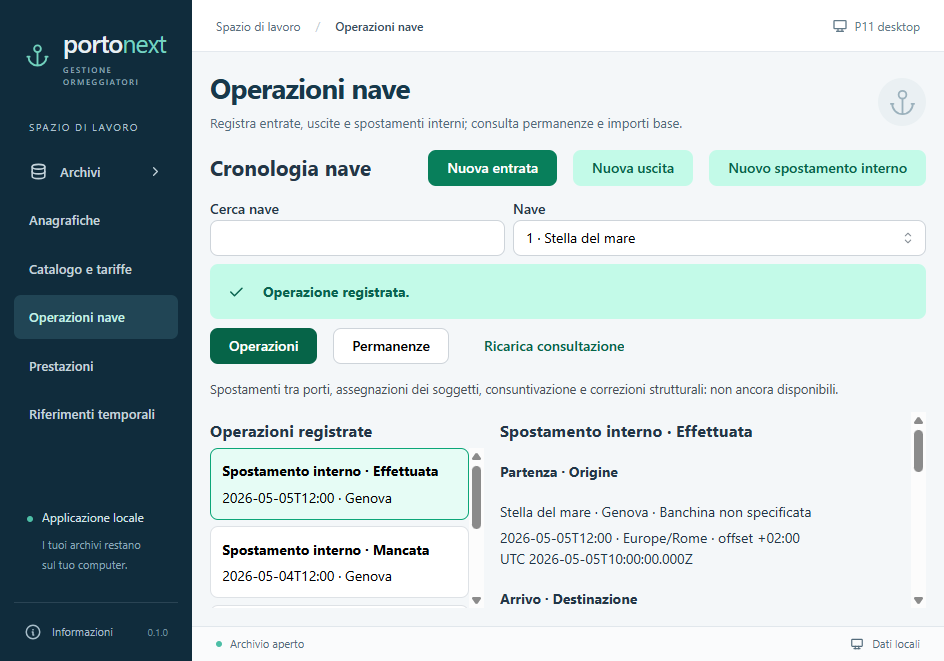 portonext
GESTIONE
ORMEGGIATORI
SPAZIO DI LAVORO
Archivi
Anagrafiche
Catalogo e tariffe
Operazioni nave
Prestazioni
Riferimenti temporali
Applicazione locale
I tuoi archivi restano
sul tuo computer.
Informazioni 0.1.0
Spazio di lavoro / Operazioni nave
P11 desktop
Operazioni nave
Registra entrate, uscite e spostamenti interni; consulta permanenze e importi base.
Cronologia nave
Nuova entrata
Nuova uscita
Nuovo spostamento interno
Cerca nave
Nave
1 · Stella del mare
Operazione registrata.
Operazioni
Permanenze
Ricarica consultazione
Spostamenti tra porti, assegnazioni dei soggetti, consuntivazione e correzioni strutturali: non ancora disponibili.
Operazioni registrate
Spostamento interno · Effettuata
2026-05-05T12:00 · Genova
Spostamento interno · Mancata
2026-05-04T12:00 · Genova
Spostamento interno · Effettuata
Partenza · Origine
Stella del mare · Genova · Banchina non specificata
2026-05-05T12:00 · Europe/Rome · offset +02:00
UTC 2026-05-05T10:00:00.000Z
Arrivo · Destinazione
Archivio aperto
Dati locali